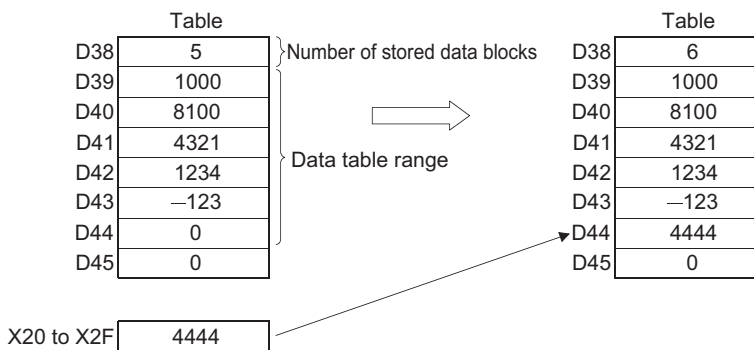 Table Table
D38 5 Number of stored data blocks D38 6
D39 1000 D39 1000
D40 8100 D40 8100
D41 4321 D41 4321
D42 1234 Data table range D42 1234
D43 —123 D43 —123
D44 0 D44 4444
D45 0 D45 0
X20 to X2F 4444